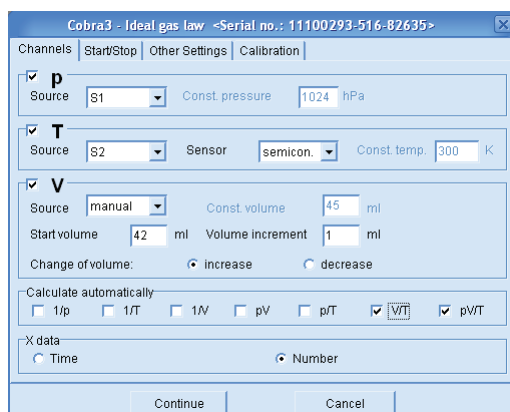 Cobra3 - Ideal gas law <Serial no.: 11100293-516-82635>
Channels Start/Stop Other Settings Calibration
p
Source S1 Const. pressure 1024 hPa
T
Source S2 Sensor semicon. Const. temp. 300 K
V
Source manual Const. volume 45 ml
Start volume 42 ml Volume increment 1 ml
Change of volume: increase decrease
Calculate automatically
1/p 1/T 1/V pV p/T V/T pV/T
X data
Time Number
Continue Cancel